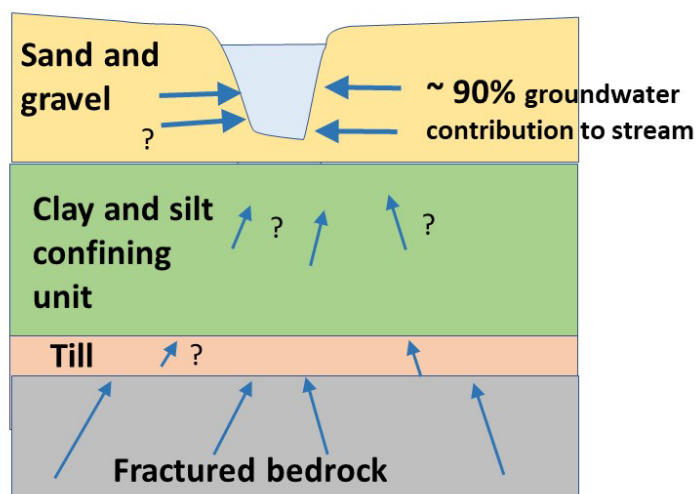 Sand and
gravel
?
~ 90% groundwater
contribution to stream
Clay and silt
confining
unit
?
?
Till
?
Fractured bedrock